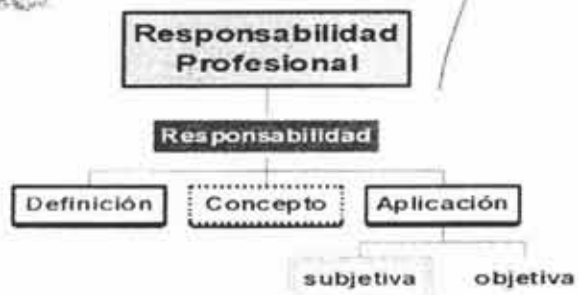 Responsabilidad
Profesional
Responsabilidad
Definición Concepto Aplicación
subjetiva objetiva